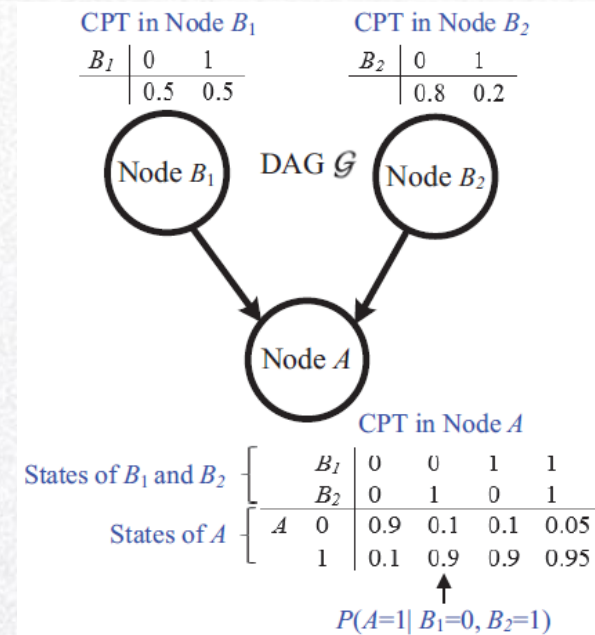 CPT in Node B₁ CPT in Node B₂
B₁ 0 1 B₂ 0 1
0.5 0.5 0.8 0.2
Node B₁ DAG 𝒢 Node B₂
Node A
CPT in Node A
States of B₁ and B₂ B₁ 0 0 1 1
B₂ 0 1 0 1
States of A A 0 0.9 0.1 0.1 0.05
1 0.1 0.9 0.9 0.95
P(A=1| B₁=0, B₂=1)